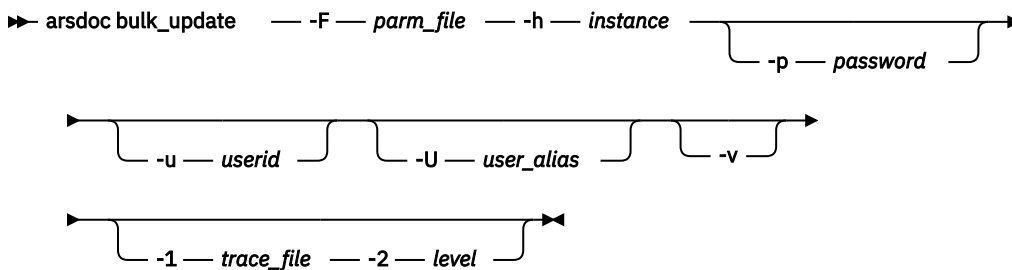 arsdoc bulk_update -F parm_file -h instance
-p password
-u userid -U user_alias -v
-1 trace_file -2 level